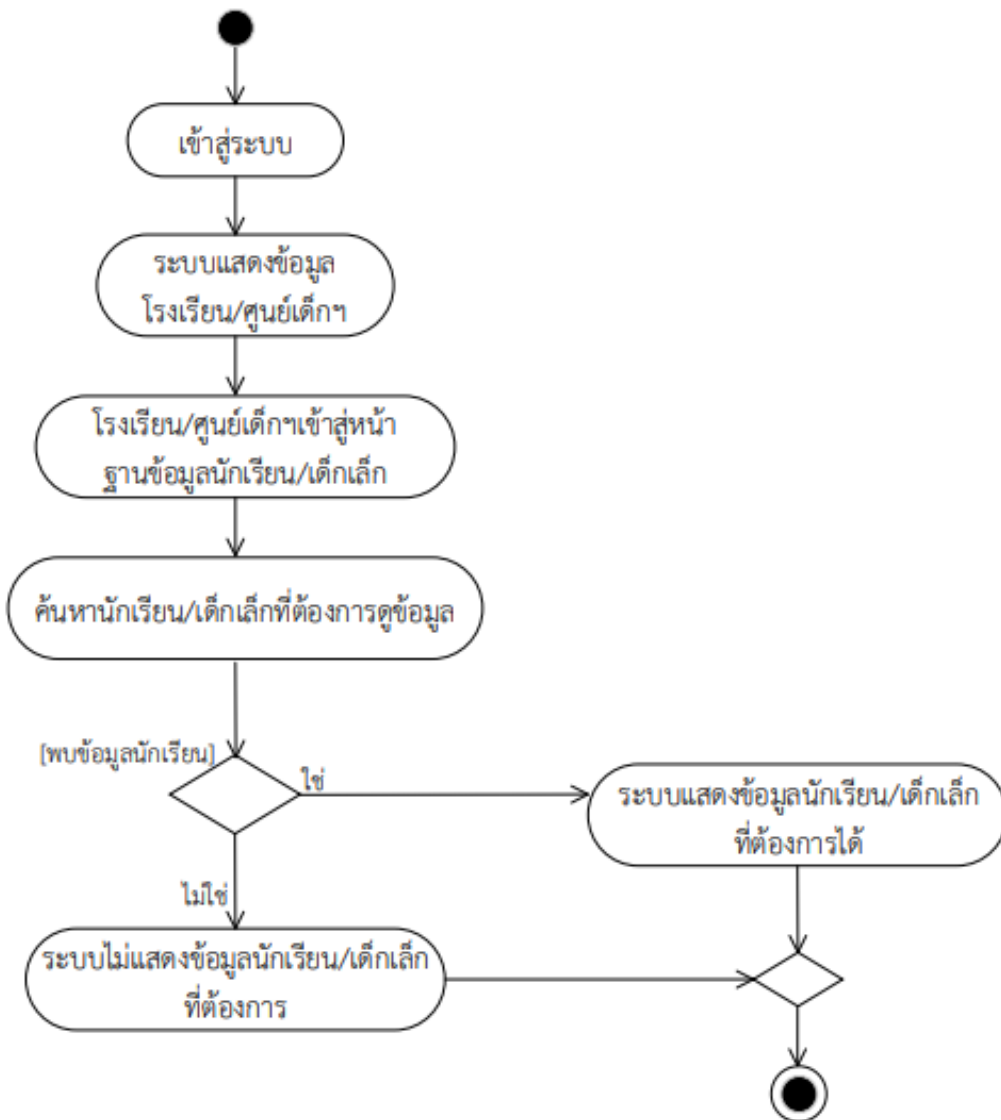 เข้าสู่ระบบ
ระบบแสดงข้อมูล
โรงเรียน/ศูนย์เด็กฯ
โรงเรียน/ศูนย์เด็กฯเข้าสู่หน้า
ฐานข้อมูลนักเรียน/เด็กเล็ก
ค้นหานักเรียน/เด็กเล็กที่ต้องการดูข้อมูล
[พบข้อมูลนักเรียน]
ใช่
ระบบแสดงข้อมูลนักเรียน/เด็กเล็ก
ที่ต้องการได้
ไม่ใช่
ระบบไม่แสดงข้อมูลนักเรียน/เด็กเล็ก
ที่ต้องการ